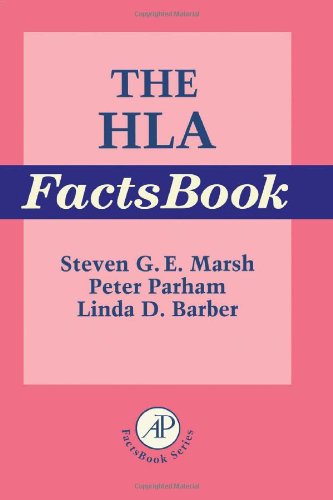 THE
HLA
FactsBook
Steven G. E. Marsh
Peter Parham
Linda D. Barber
AP
FactsBook Series